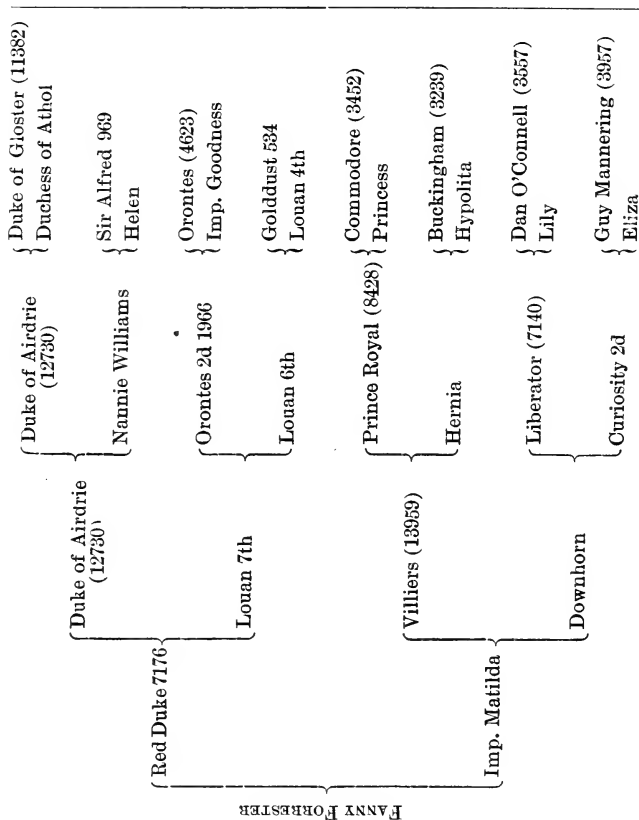 FANNY FORRESTER
Red Duke 7176
Imp. Matilda
Duke of Airdrie
(12730)
Louan 7th
Villiers (13959)
Downhorn
Duke of Airdrie
(12730)
Nannie Williams
Orontes 2d 1966
Louan 6th
Prince Royal (8428)
Hernia
Liberator (7140)
Curiosity 2d
Duke of Gloster (11382)
Duchess of Athol
Sir Alfred 969
Helen
Orontes (4623)
Imp. Goodness
Golddust 534
Louan 4th
Commodore (3452)
Princess
Buckingham (3239)
Hypolita
Dan O'Connell (3557)
Lily
Guy Mannering (3957)
Eliza